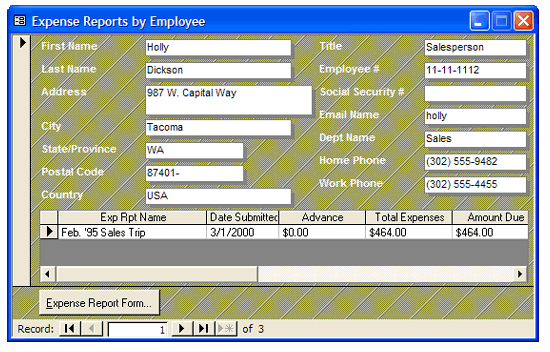 Expense Reports by Employee
First Name Holly
Last Name Dickson
Address 987 W. Capital Way
City Tacoma
State/Province WA
Postal Code 87401-
Country USA
Title Salesperson
Employee # 11-11-1112
Social Security #
Email Name holly
Dept Name Sales
Home Phone (302) 555-9482
Work Phone (302) 555-4455
Exp Rpt Name Date Submitted Advance Total Expenses Amount Due
Feb. '95 Sales Trip 3/1/2000 $0.00 $464.00 $464.00
Expense Report Form...
Record: 1 of 3